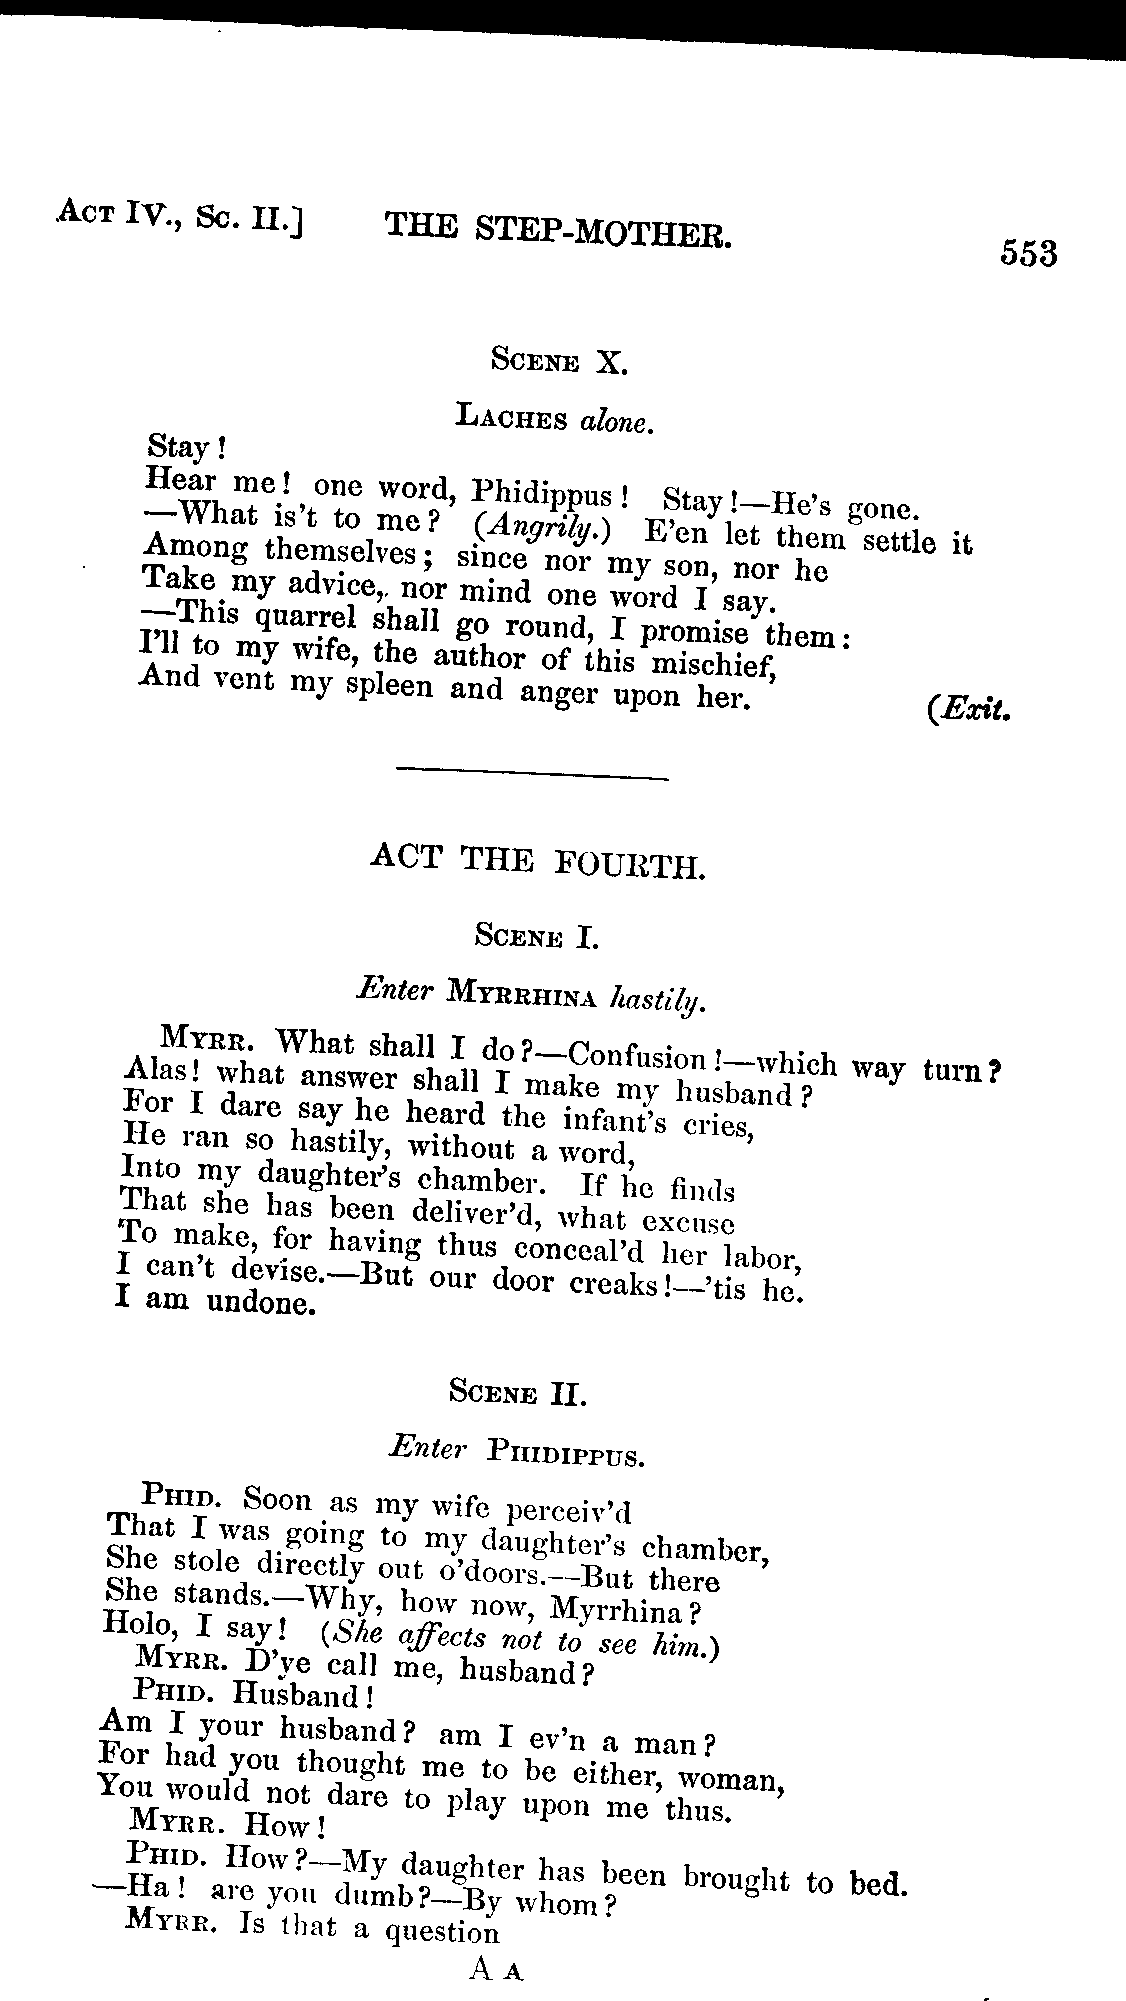 ACT IV., SC. II.] THE STEP-MOTHER. 553
SCENE X.
LACHES alone.
Stay!
Hear me! one word, Phidippus! Stay!—He's gone.
—What is't to me? (Angrily.) E'en let them settle it
Among themselves; since nor my son, nor he
Take my advice, nor mind one word I say.
—This quarrel shall go round, I promise them:
I'll to my wife, the author of this mischief,
And vent my spleen and anger upon her. (Exit.
ACT THE FOURTH.
SCENE I.
Enter MYRRHINA hastily.
MYRR. What shall I do?—Confusion!—which way turn?
Alas! what answer shall I make my husband?
For I dare say he heard the infant's cries,
He ran so hastily, without a word,
Into my daughter's chamber. If he finds
That she has been deliver'd, what excuse
To make, for having thus conceal'd her labor,
I can't devise.—But our door creaks!—'tis he.
I am undone.
SCENE II.
Enter PHIDIPPUS.
PHID. Soon as my wife perceiv'd
That I was going to my daughter's chamber,
She stole directly out o'doors.—But there
She stands.—Why, how now, Myrrhina?
Holo, I say! (She affects not to see him.)
MYRR. D'ye call me, husband?
PHID. Husband!
Am I your husband? am I ev'n a man?
For had you thought me to be either, woman,
You would not dare to play upon me thus.
MYRR. How!
PHID. How?—My daughter has been brought to bed.
—Ha! are you dumb?—By whom?
MYRR. Is that a question
A A